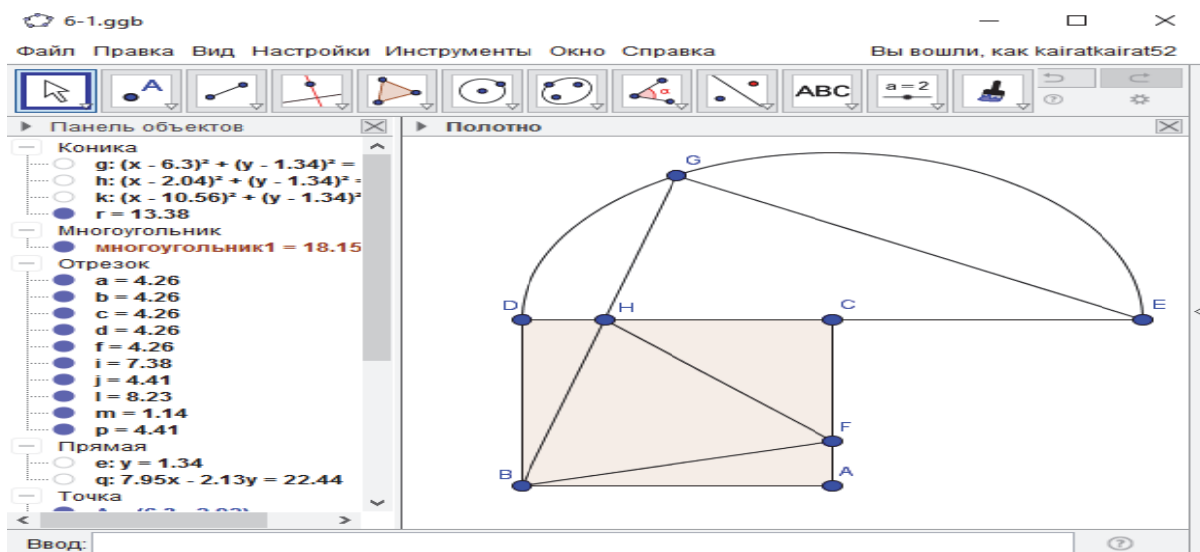 6-1.ggb
Файл Правка Вид Настройки Инструменты Окно Справка Вы вошли, как kairatkairat52
A α ABC a = 2
Панель объектов
Коника
g: (x - 6.3)² + (y - 1.34)² =
h: (x - 2.04)² + (y - 1.34)²
k: (x - 10.56)² + (y - 1.34)²
r = 13.38
Многоугольник
многоугольник1 = 18.15
Отрезок
a = 4.26
b = 4.26
c = 4.26
d = 4.26
f = 4.26
i = 7.38
j = 4.41
l = 8.23
m = 1.14
p = 4.41
Прямая
e: y = 1.34
q: 7.95x - 2.13y = 22.44
Точка
Полотно
G
D H C E
F
B A
Ввод: